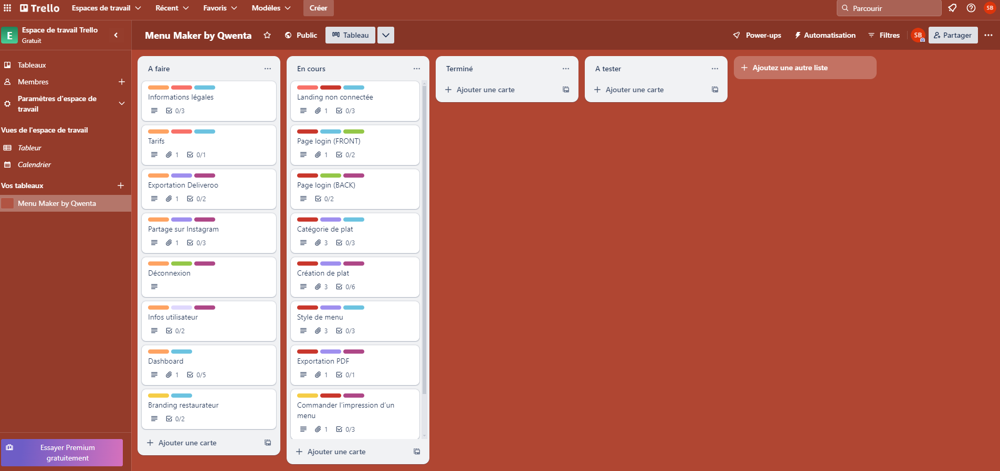 Trello
Espaces de travail
Récent
Favoris
Modèles
Créer
Parcourir
SB
E
Espace de travail Trello
Gratuit
Menu Maker by Qwenta
Public
Tableau
Power-ups
Automatisation
Filtres
SB
Partager
Tableaux
Membres
Paramètres d'espace de
travail
Vues de l'espace de travail
Tableur
Calendrier
Vos tableaux
Menu Maker by Qwenta
Essayer Premium
gratuitement
A faire
Informations légales
0/3
Tarifs
1 0/1
Exportation Deliveroo
1 0/2
Partage sur Instagram
1 0/3
Déconnexion
Infos utilisateur
0/2
Dashboard
1 0/5
Branding restaurateur
0/2
Ajouter une carte
En cours
Landing non connectée
1 0/3
Page login (FRONT)
1 0/2
Page login (BACK)
0/2
Catégorie de plat
3 0/3
Création de plat
3 0/6
Style de menu
3 0/3
Exportation PDF
1 0/1
Commander l’impression d’un
menu
1 0/3
Ajouter une carte
Terminé
Ajouter une carte
A tester
Ajouter une carte
Ajoutez une autre liste